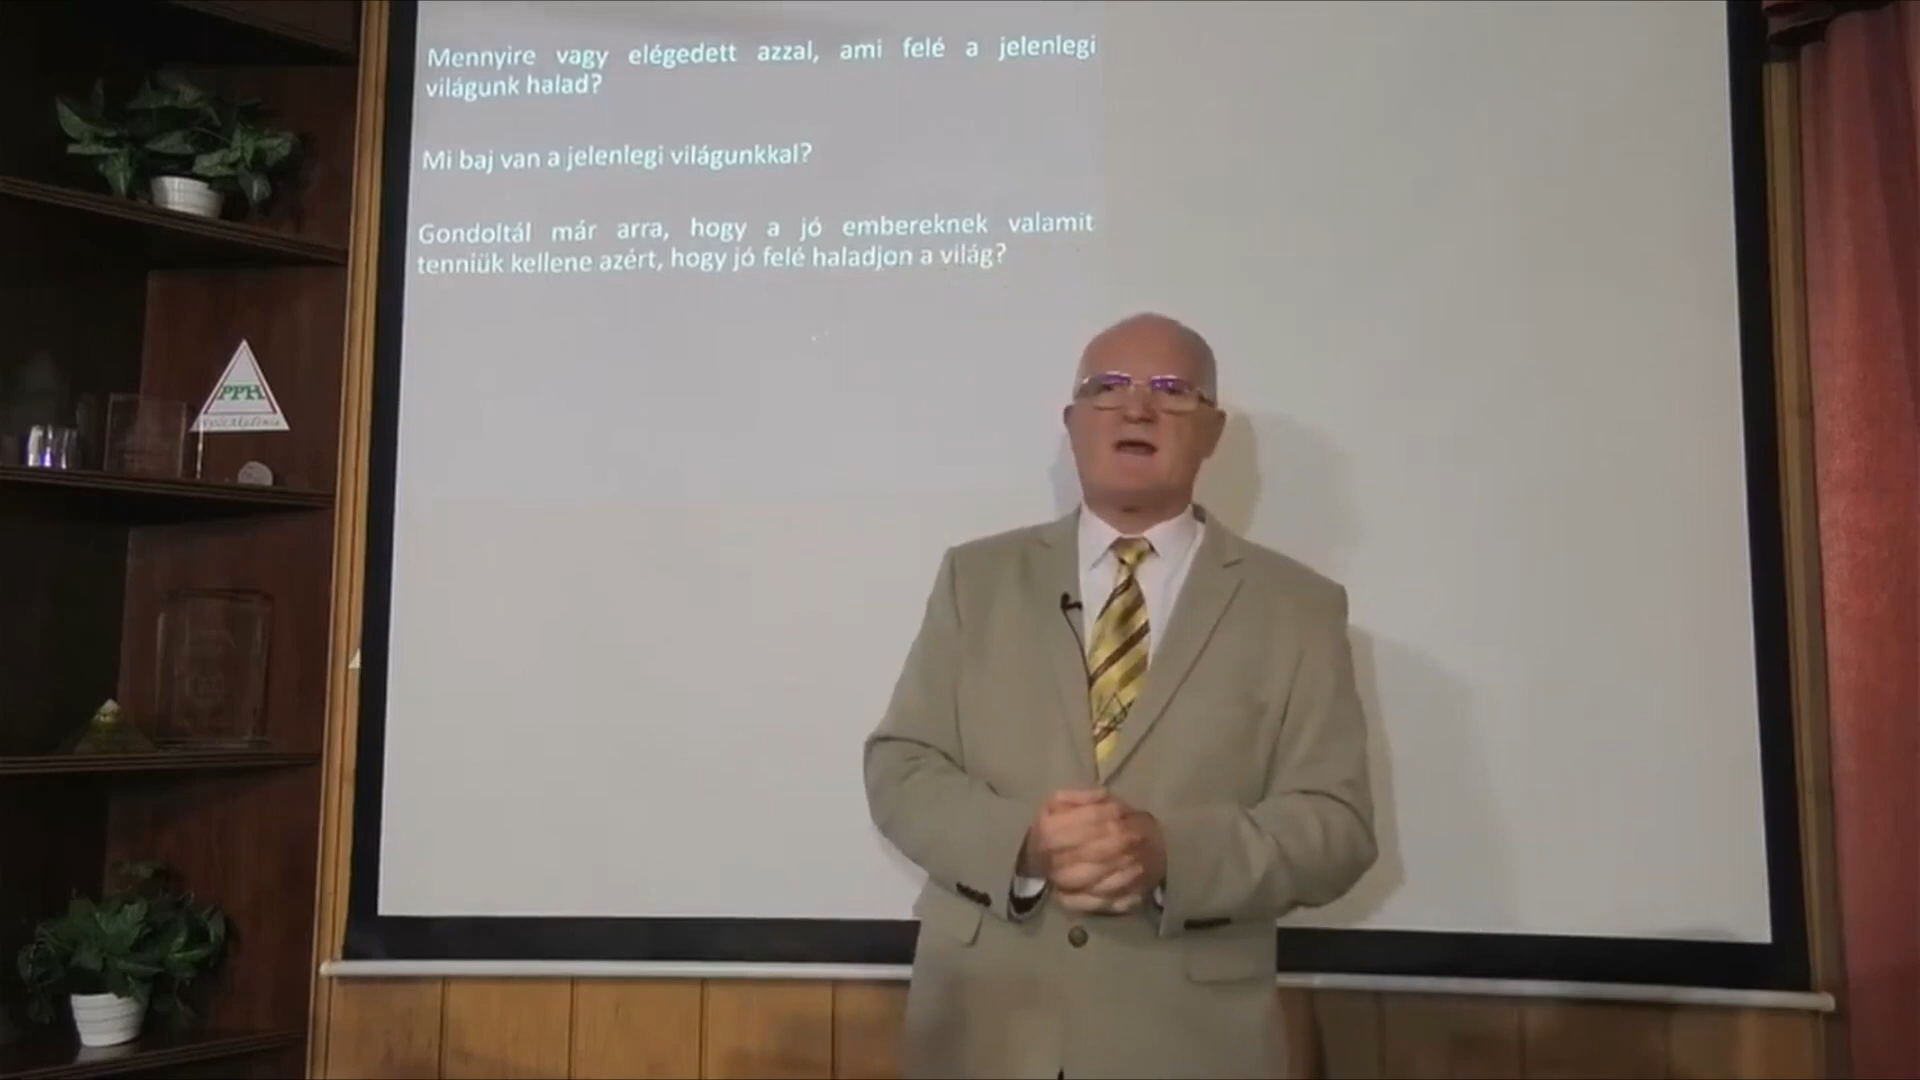 Mennyire vagy elégedett azzal, ami felé a jelenlegi
világunk halad?
Mi baj van a jelenlegi világunkkal?
Gondoltál már arra, hogy a jó embereknek valamit
tenniük kellene azért, hogy jó felé haladjon a világ?
PPH